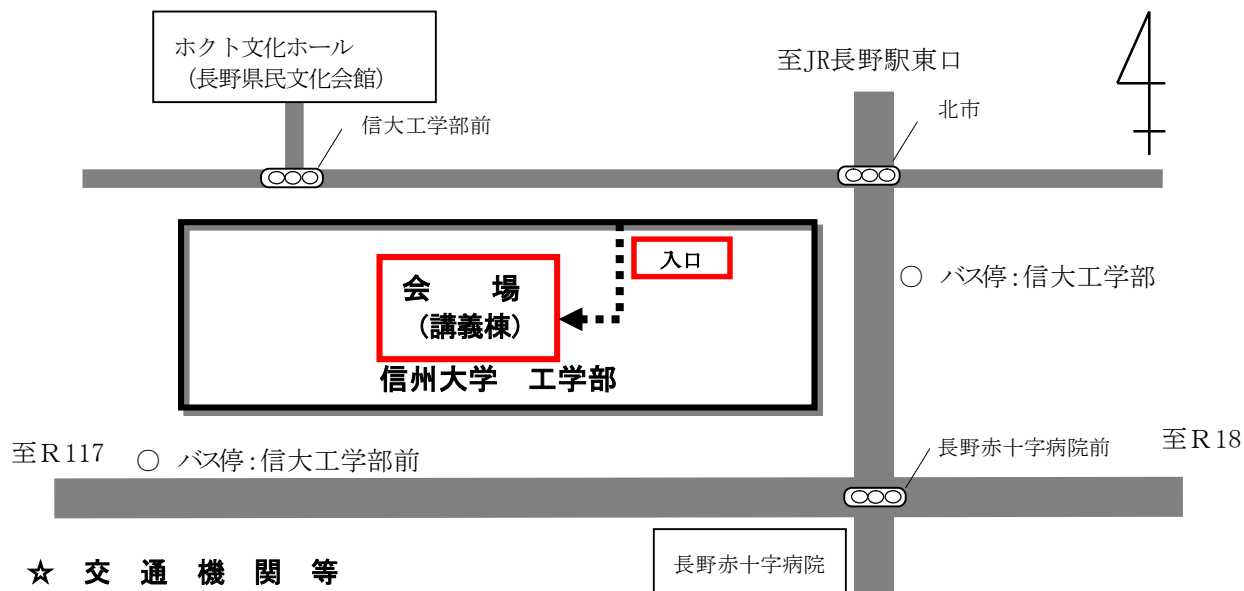 ホクト文化ホール
（長野県民文化会館）
至JR長野駅東口
北市
信大工学部前
入口
会　場
（講義棟）
バス停：信大工学部
信州大学　工学部
至Ｒ117
バス停：信大工学部前
長野赤十字病院前
至Ｒ18
長野赤十字病院
☆ 交 通 機 関 等